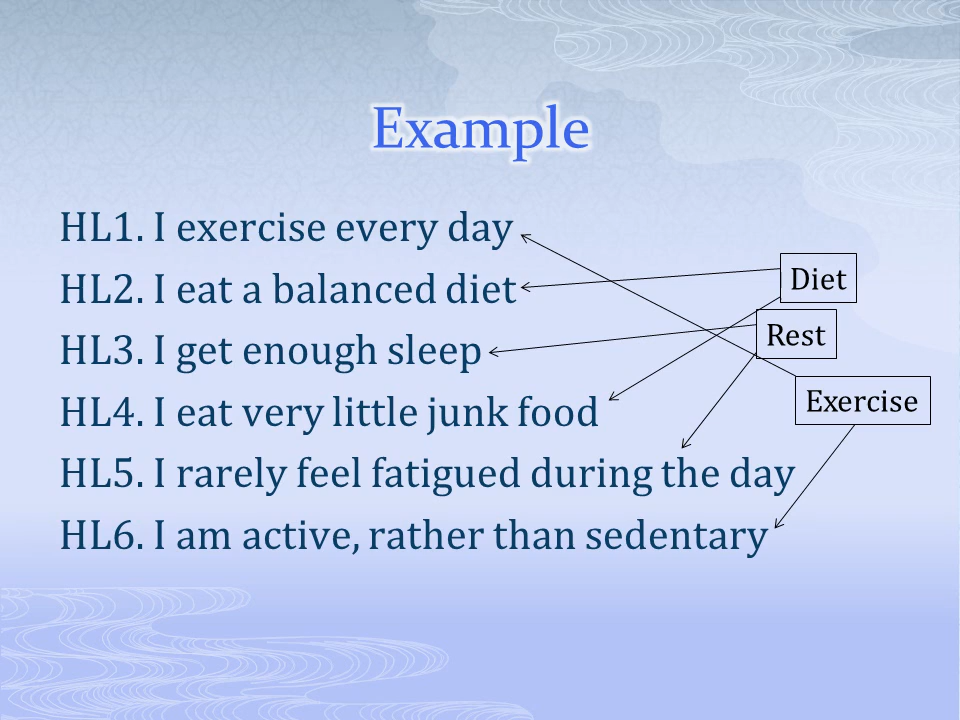 Example
HL1. I exercise every day
HL2. I eat a balanced diet
HL3. I get enough sleep
HL4. I eat very little junk food
HL5. I rarely feel fatigued during the day
HL6. I am active, rather than sedentary
Diet
Rest
Exercise